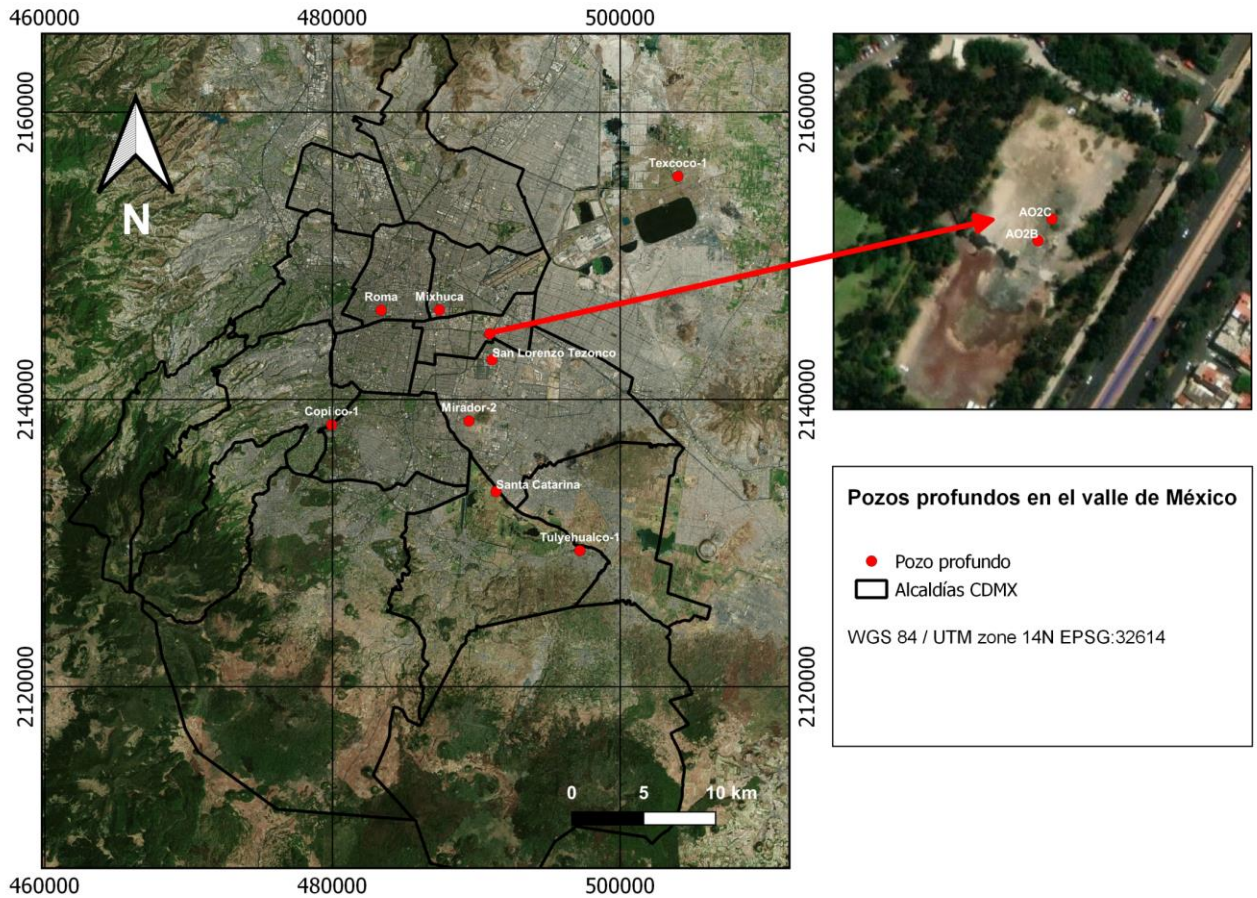 460000
480000
500000
2160000
2160000
N
Texcoco-1
Roma
Mixhuca
San Lorenzo Tezonco
2140000
2140000
Copilco-1
Mirador-2
Santa Catarina
Tulyehualco-1
2120000
2120000
0 5 10 km
460000
480000
500000
AO2C
AO2B
Pozos profundos en el valle de México
Pozo profundo
Alcaldías CDMX
WGS 84 / UTM zone 14N EPSG:32614